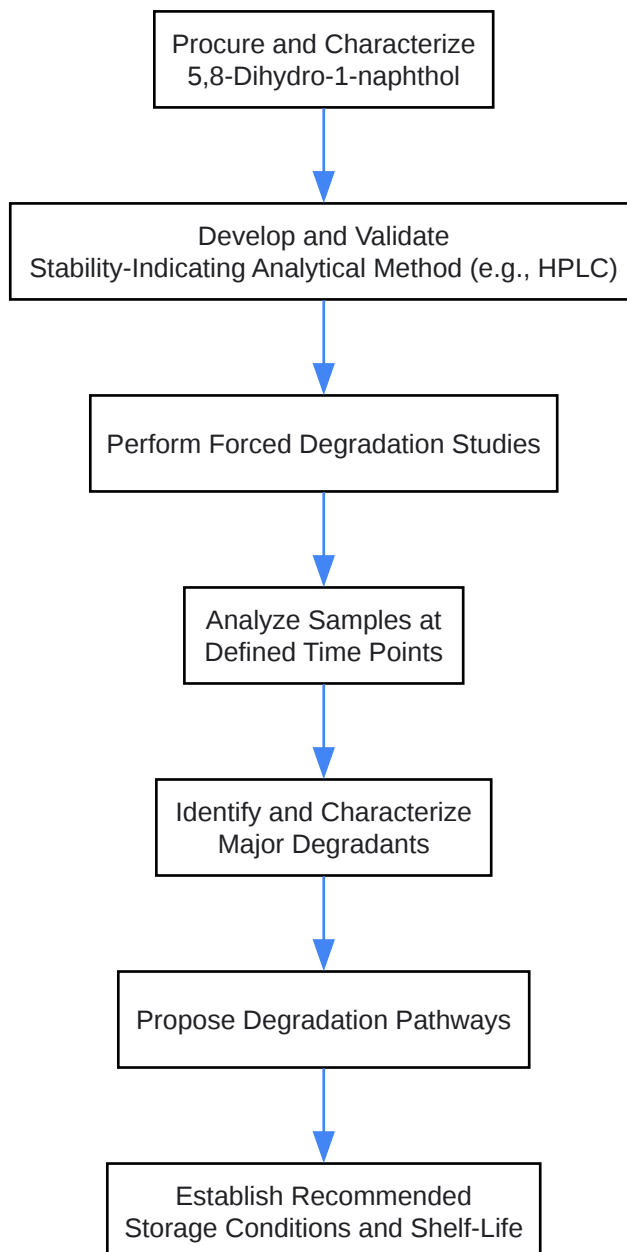 Procure and Characterize
5,8-Dihydro-1-naphthol
Develop and Validate
Stability-Indicating Analytical Method (e.g., HPLC)
Perform Forced Degradation Studies
Analyze Samples at
Defined Time Points
Identify and Characterize
Major Degradants
Propose Degradation Pathways
Establish Recommended
Storage Conditions and Shelf-Life